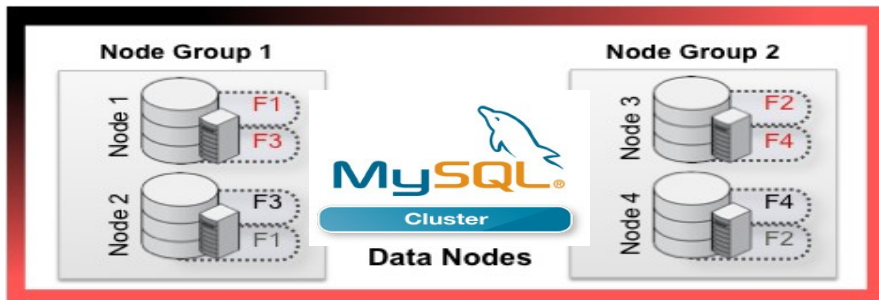 Node Group 1
Node 1
F1
F3
Node 2
F3
F1
MySQL®
Cluster
Data Nodes
Node Group 2
Node 3
F2
F4
Node 4
F4
F2